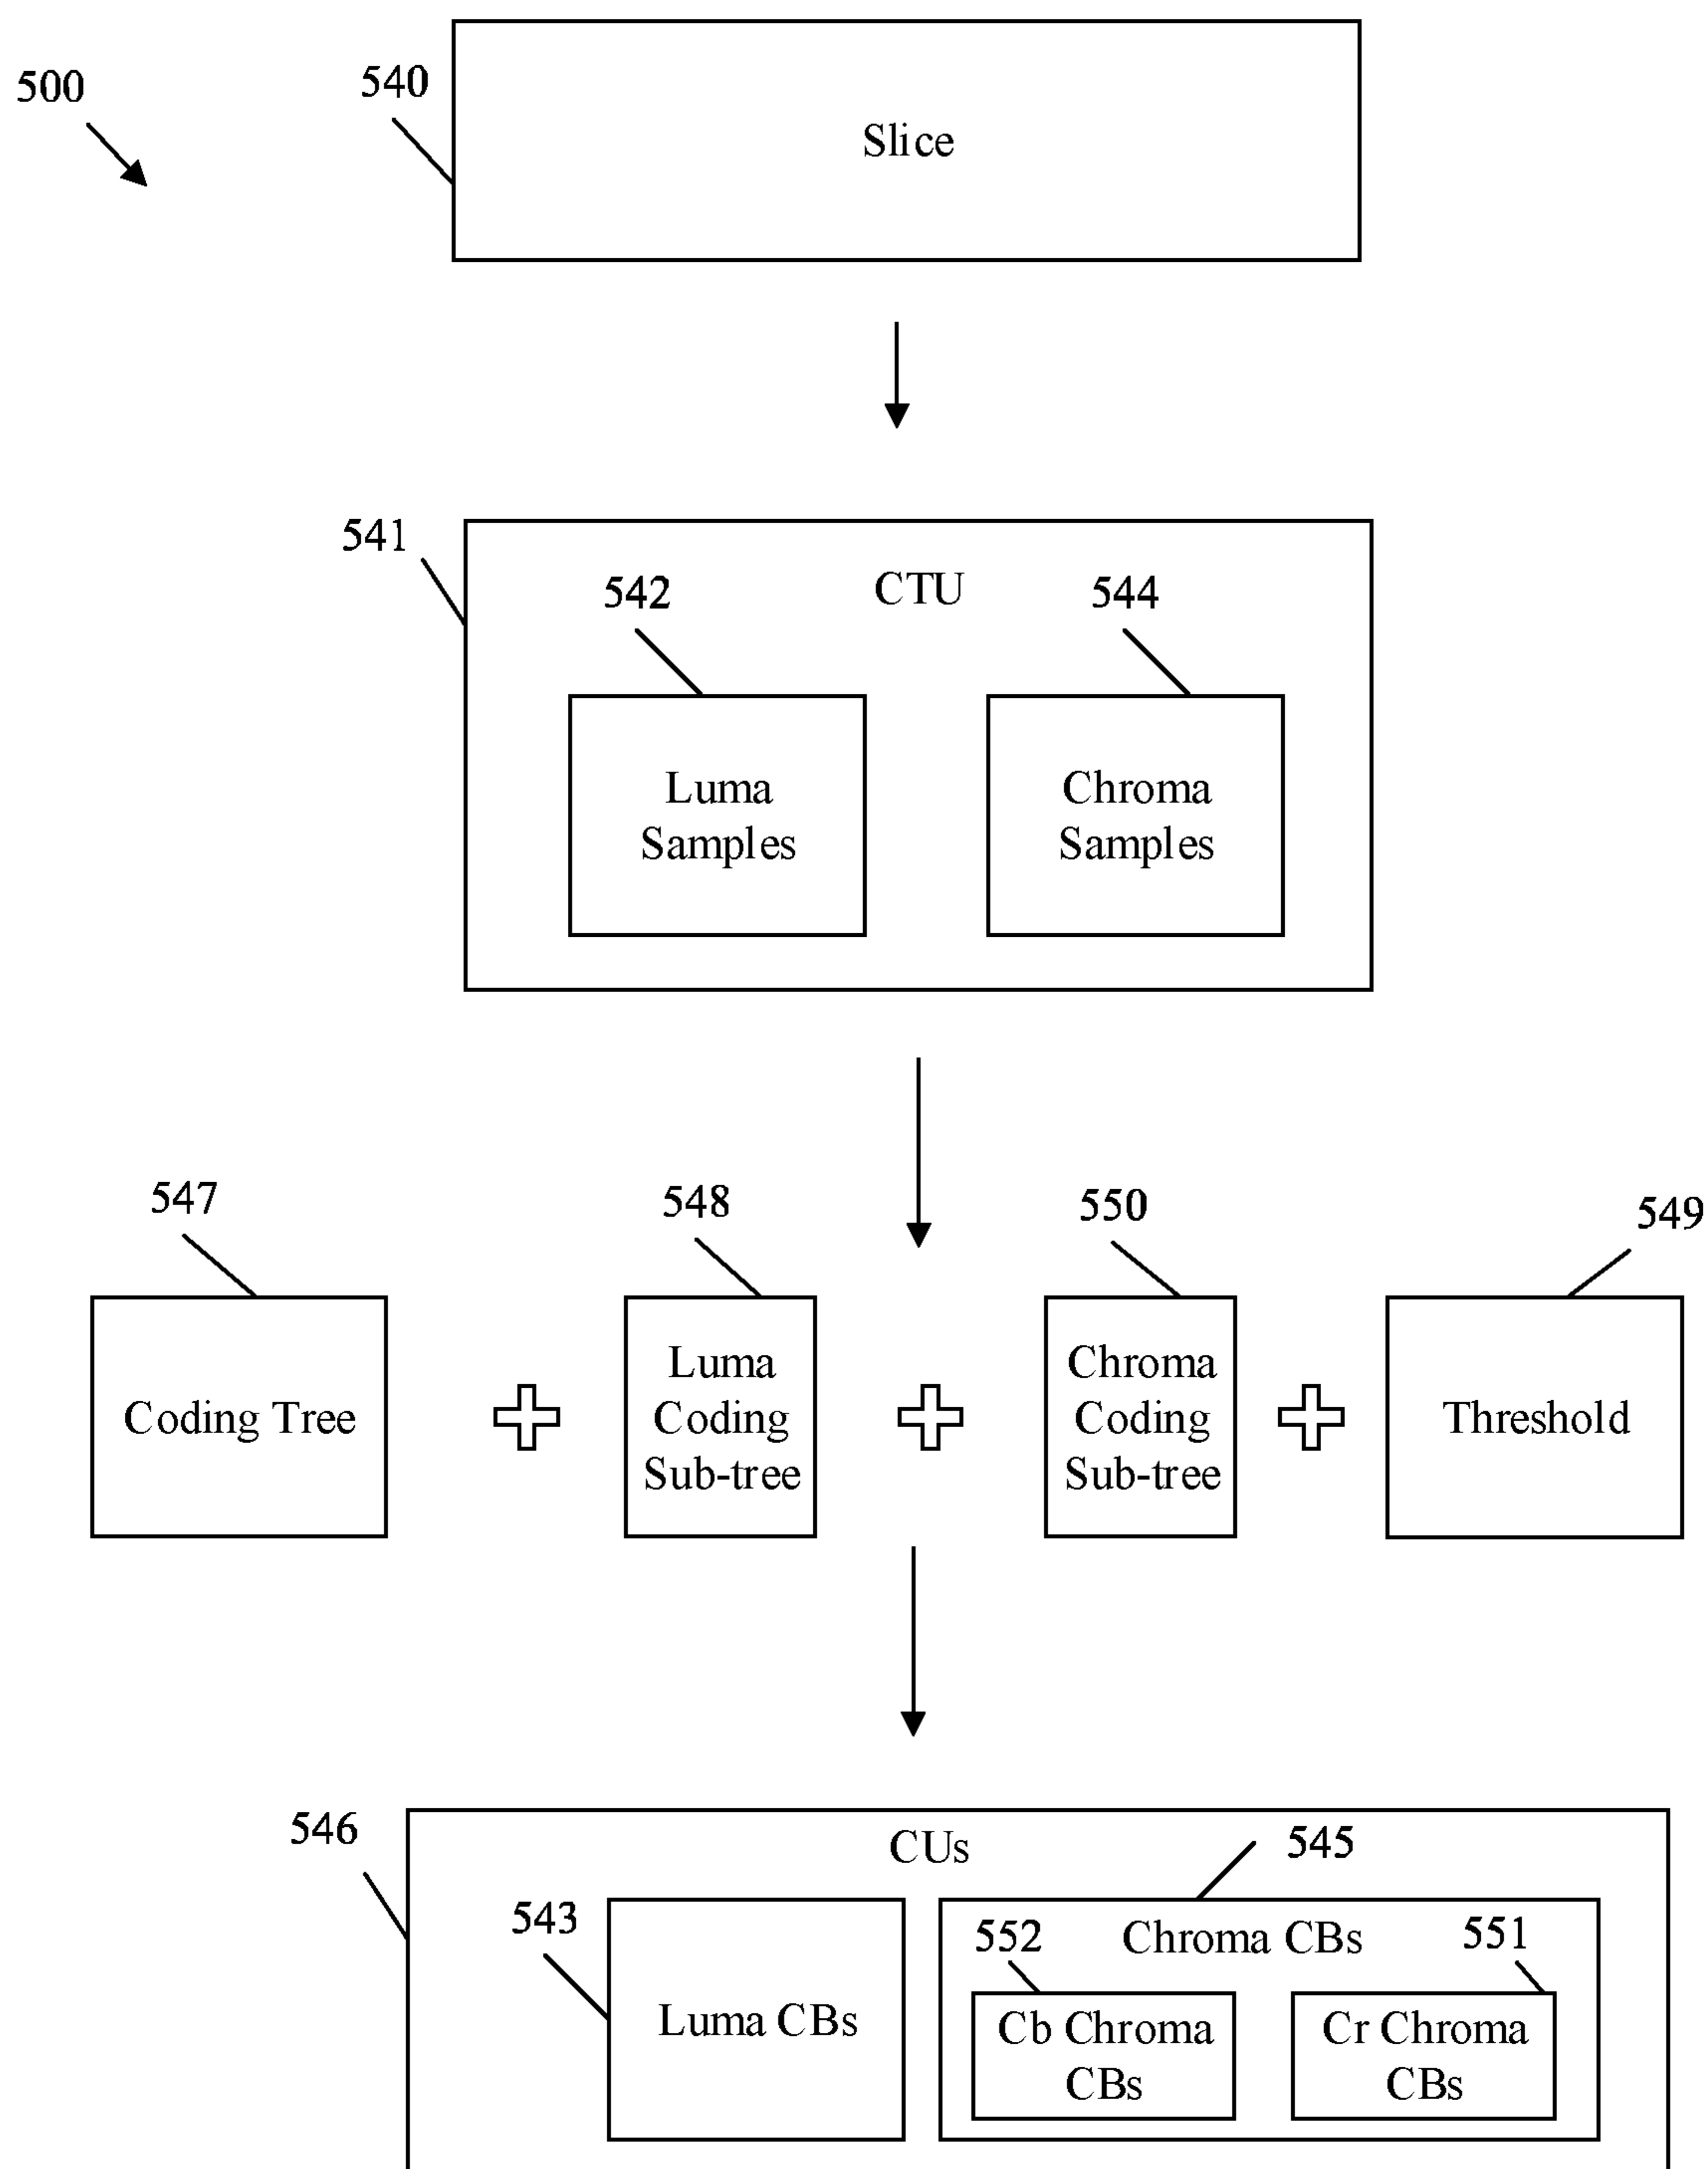 500
540
Slice
541
CTU
542
544
Luma
Samples
Chroma
Samples
547
548
550
549
Coding Tree
Luma
Coding
Sub-tree
Chroma
Coding
Sub-tree
Threshold
546
CUs
545
543
Luma CBs
552
Chroma CBs
551
Cb Chroma
CBs
Cr Chroma
CBs